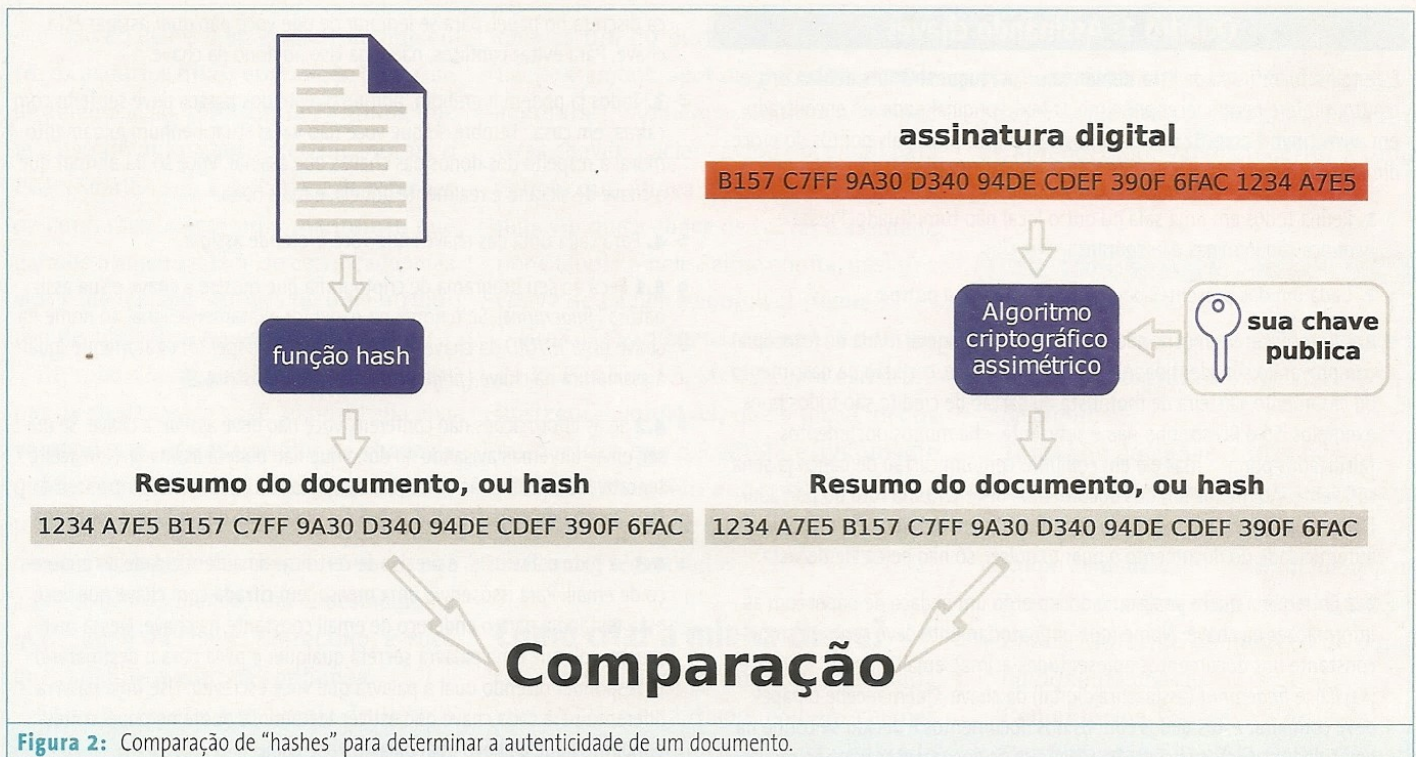 função hash
Resumo do documento, ou hash
1234 A7E5 B157 C7FF 9A30 D340 94DE CDEF 390F 6FAC
assinatura digital
B157 C7FF 9A30 D340 94DE CDEF 390F 6FAC 1234 A7E5
Algoritmo
criptográfico
assimétrico
sua chave
publica
Resumo do documento, ou hash
1234 A7E5 B157 C7FF 9A30 D340 94DE CDEF 390F 6FAC
Comparação
Figura 2: Comparação de "hashes" para determinar a autenticidade de um documento.